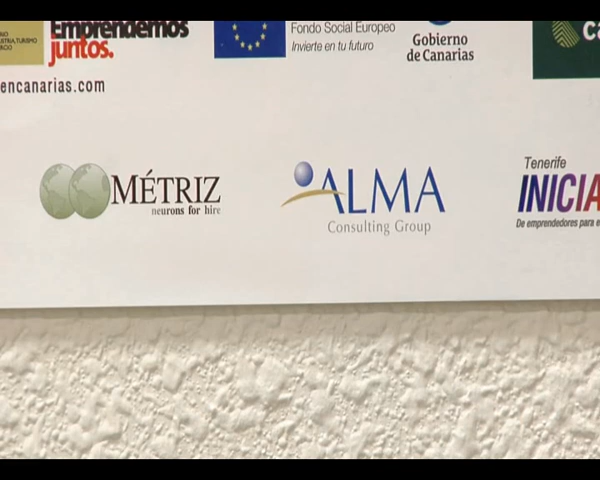 Emprendemos
juntos.
encanarias.com
Fondo Social Europeo
Invierte en tu futuro
Gobierno
de Canarias
MÉTRIZ
neurons for hire
ALMA
Consulting Group
Tenerife
INICIA
De emprendedores para e